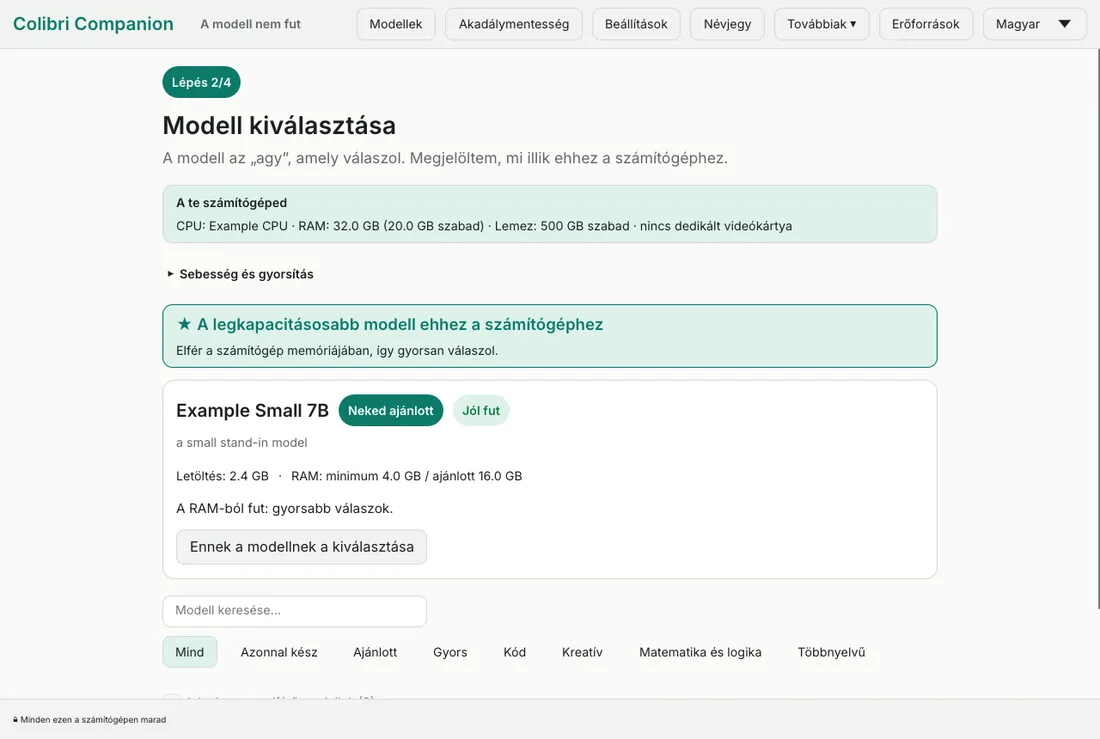 Colibri Companion
A modell nem fut
Modellek
Akadálymentesség
Beállítások
Névjegy
Továbbiak ▾
Erőforrások
Magyar
Lépés 2/4
Modell kiválasztása
A modell az „agy”, amely válaszol. Megjelöltem, mi illik ehhez a számítógéphez.
A te számítógéped
CPU: Example CPU · RAM: 32.0 GB (20.0 GB szabad) · Lemez: 500 GB szabad · nincs dedikált videókártya
▸ Sebesség és gyorsítás
★ A legkapacitásosabb modell ehhez a számítógéphez
Elfér a számítógép memóriájában, így gyorsan válaszol.
Example Small 7B
Neked ajánlott
Jól fut
a small stand-in model
Letöltés: 2.4 GB · RAM: minimum 4.0 GB / ajánlott 16.0 GB
A RAM-ból fut: gyorsabb válaszok.
Ennek a modellnek a kiválasztása
Modell keresése…
Mind
Azonnal kész
Ajánlott
Gyors
Kód
Kreatív
Matematika és logika
Többnyelvű
Minden ezen a számítógépen marad